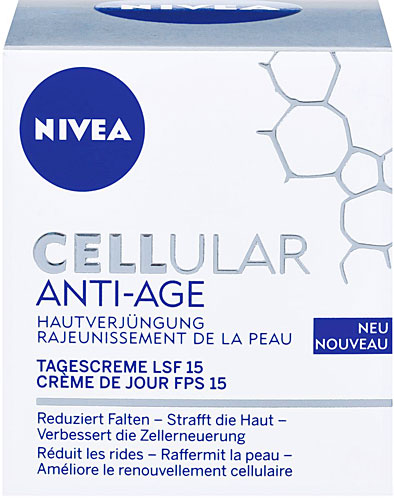 NIVEA
CELLULAR
ANTI-AGE
HAUTVERJÜNGUNG
RAJEUNISSEMENT DE LA PEAU
NEU
NOUVEAU
TAGESCREME LSF 15
CRÈME DE JOUR FPS 15
Reduziert Falten – Strafft die Haut –
Verbessert die Zellerneuerung
Réduit les rides – Raffermit la peau –
Améliore le renouvellement cellulaire